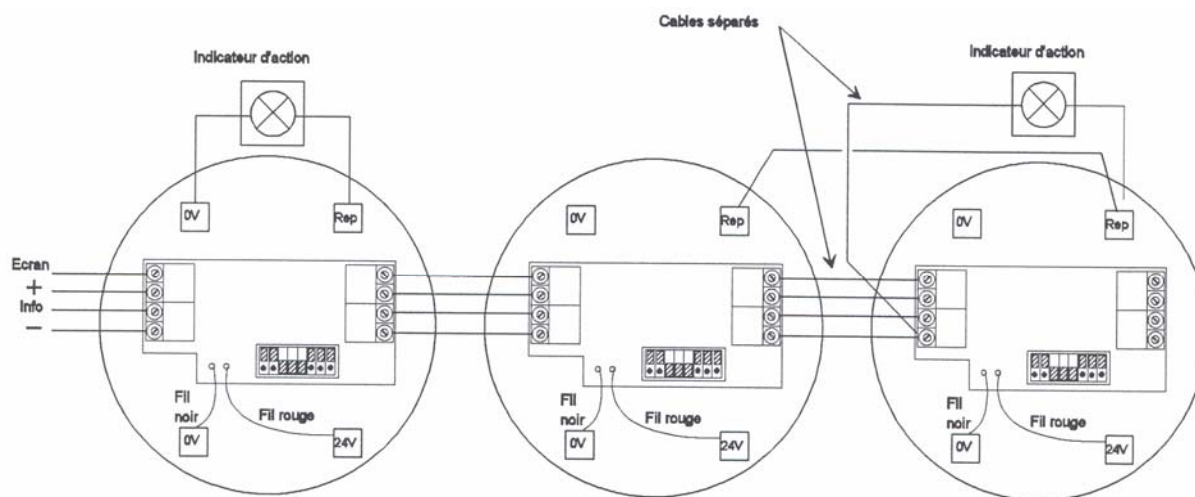 Cables séparés
Indicateur d'action
Indicateur d'action
0V
Rep
0V
Rep
0V
Rep
Ecran
+
Info
—
Fil noir
Fil rouge
Fil noir
Fil rouge
Fil noir
Fil rouge
0V
24V
0V
24V
0V
24V